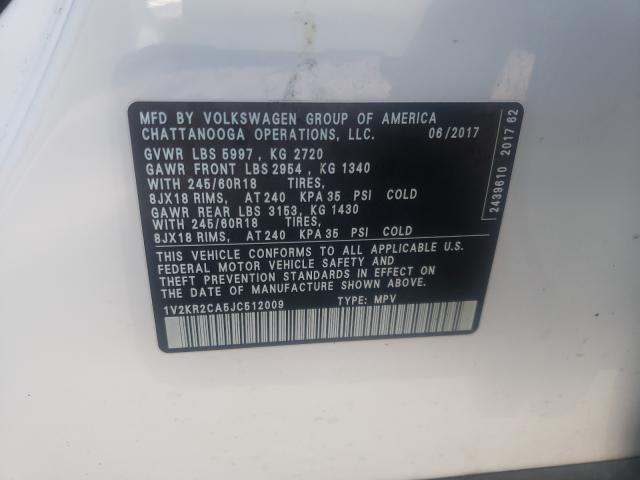 MFD BY VOLKSWAGEN GROUP OF AMERICA
CHATTANOOGA OPERATIONS, LLC. 06/2017
GVWR LBS 5997 , KG 2720
GAWR FRONT LBS 2954 , KG 1340
WITH 245/60R18 TIRES,
8JX18 RIMS, AT 240 KPA 35 PSI COLD
GAWR REAR LBS 3153, KG 1430
WITH 245/60R18 TIRES,
8JX18 RIMS, AT 240 KPA 35 PSI COLD
THIS VEHICLE CONFORMS TO ALL APPLICABLE U.S.
FEDERAL MOTOR VEHICLE SAFETY AND
THEFT PREVENTION STANDARDS IN EFFECT ON THE
DATE OF MANUFACTURE SHOWN ABOVE.
1V2KR2CA5JC512009 TYPE: MPV
2439610 2017 62